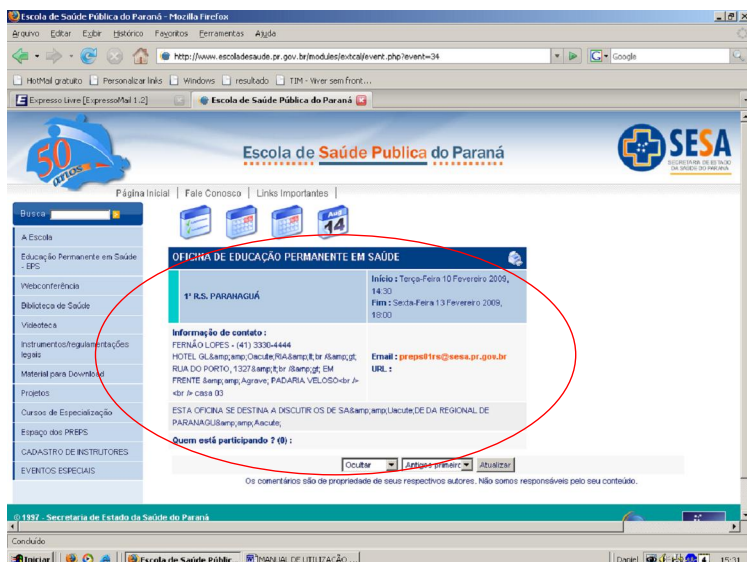 Escola de Saúde Pública do Paraná - Mozilla Firefox
Arquivo Editar Exibir Histórico Favoritos Ferramentas Ajuda
http://www.escoladesaude.pr.gov.br/modules/extcal/event.php?event=34
Google
HotMail gratuito Personalizar links Windows resultado TIM - Viver sem front...
Expresso Livre [ExpressoMail 1.2] Escola de Saúde Pública do Paraná
50 anos
Escola de Saúde Publica do Paraná
SESA
SECRETARIA DE ESTADO
DA SAÚDE DO PARANÁ
Página Inicial | Fale Conosco | Links Importantes |
Busca
Aug
14
A Escola
Educação Permanente em Saúde
- EPS
Webconferência
Biblioteca de Saúde
Videoteca
Instrumentos/regulamentações
legais
Material para Download
Projetos
Cursos de Especialização
Espaço dos PREPS
CADASTRO DE INSTRUTORES
EVENTOS ESPECIAIS
OFICINA DE EDUCAÇÃO PERMANENTE EM SAÚDE
1ª R.S. PARANAGUÁ
Início : Terça-Feira 10 Fevereiro 2009,
14:30
Fim : Sexta-Feira 13 Fevereiro 2009,
18:00
Informação de contato :
FERNÃO LOPES - (41) 3330-4444
HOTEL GL&amp;amp;Oacute;RIA&amp;lt;br /&amp;gt;
RUA DO PORTO, 1327&amp;lt;br /&amp;gt; EM
FRENTE &amp;amp;Agrave; PADARIA VELOSO<br />
<br /> casa 03
Email : preps01rs@sesa.pr.gov.br
URL :
ESTA OFICINA SE DESTINA A DISCUTIR OS DE SA&amp;amp;Uacute;DE DA REGIONAL DE
PARANAGU&amp;amp;Aacute;
Quem está participando ? (0) :
Ocultar Antigos primeiro Atualizar
Os comentários são de propriedade de seus respectivos autores. Não somos responsáveis pelo seu conteúdo.
© 1997 - Secretaria de Estado da Saúde do Paraná
Concluído
Iniciar Escola de Saúde Públic... MANUAL DE UTILIZAÇÃO ... Daniel 15:31